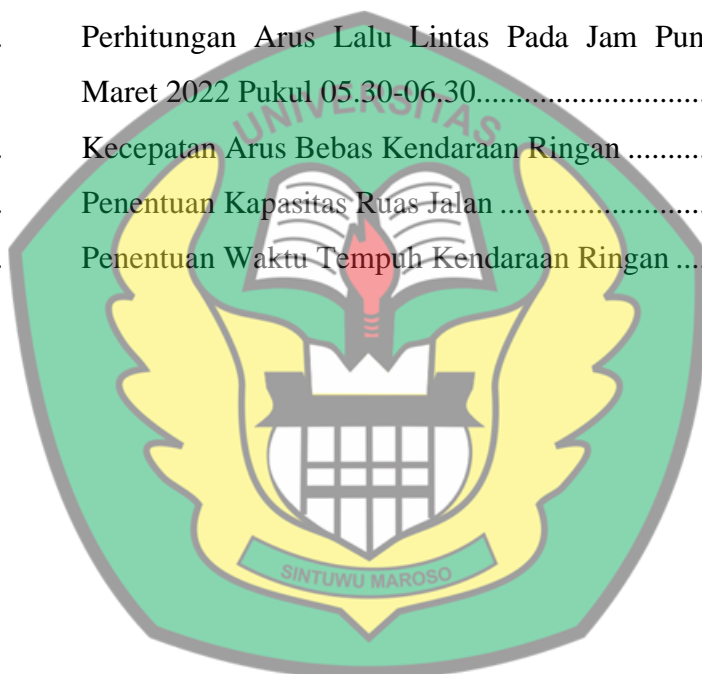 . Perhitungan Arus Lalu Lintas Pada Jam Pun
Maret 2022 Pukul 05.30-06.30.............................
. Kecepatan Arus Bebas Kendaraan Ringan ..........
. Penentuan Kapasitas Ruas Jalan ..........................
. Penentuan Waktu Tempuh Kendaraan Ringan ....
UNIVERSITAS
SINTUWU MAROSO